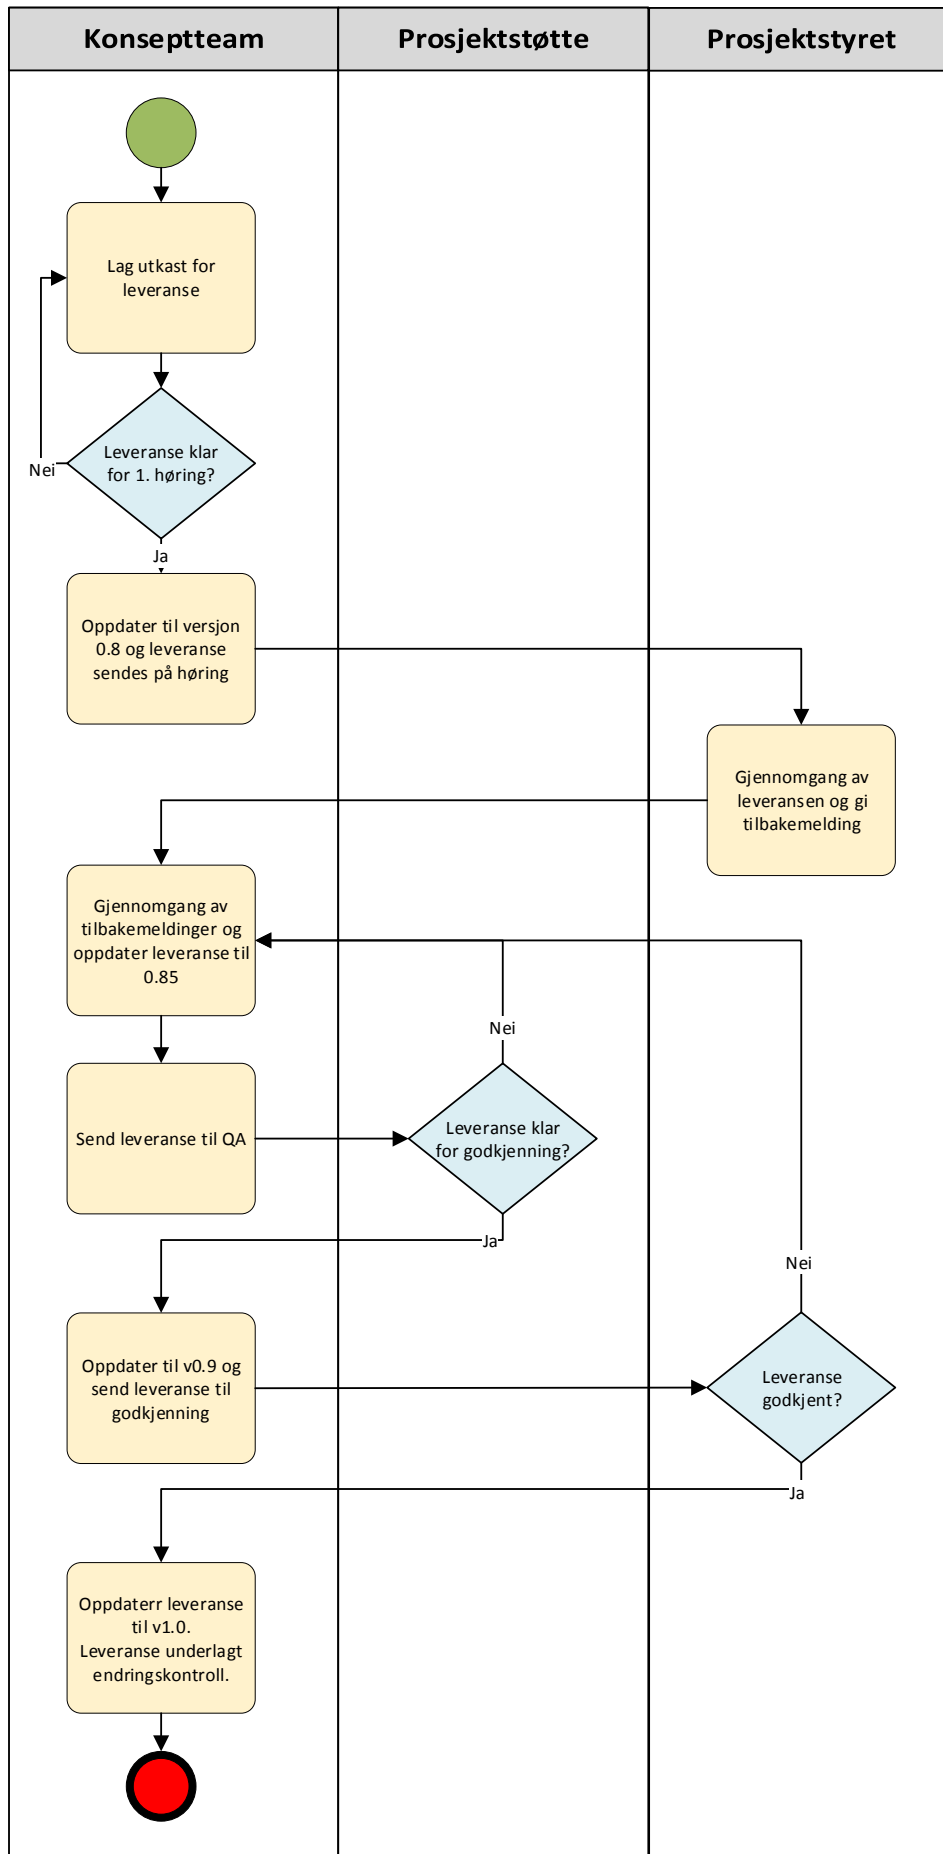 Konseptteam
Prosjektstøtte
Prosjektstyret
Lag utkast for
leveranse
Leveranse klar
for 1. høring?
Nei
Ja
Oppdater til versjon
0.8 og leveranse
sendes på høring
Gjennomgang av
leveransen og gi
tilbakemelding
Gjennomgang av
tilbakemeldinger og
oppdater leveranse til
0.85
Nei
Send leveranse til QA
Leveranse klar
for godkjenning?
Ja
Nei
Oppdater til v0.9 og
send leveranse til
godkjenning
Leveranse
godkjent?
Ja
Oppdaterr leveranse
til v1.0.
Leveranse underlagt
endringskontroll.